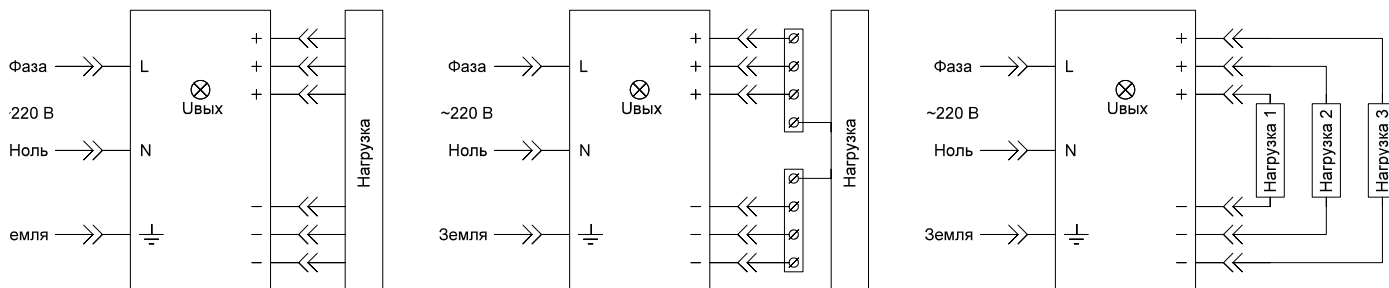 +
+
+
Фаза
L
Uвых
-220 В
Ноль
N
Нагрузка
–
емля
–
–
+
+
+
Фаза
L
Uвых
~220 В
Ноль
N
Нагрузка
–
Земля
–
–
+
+
+
Фаза
L
Uвых
~220 В
Ноль
N
Нагрузка 1
Нагрузка 2
Нагрузка 3
–
Земля
–
–